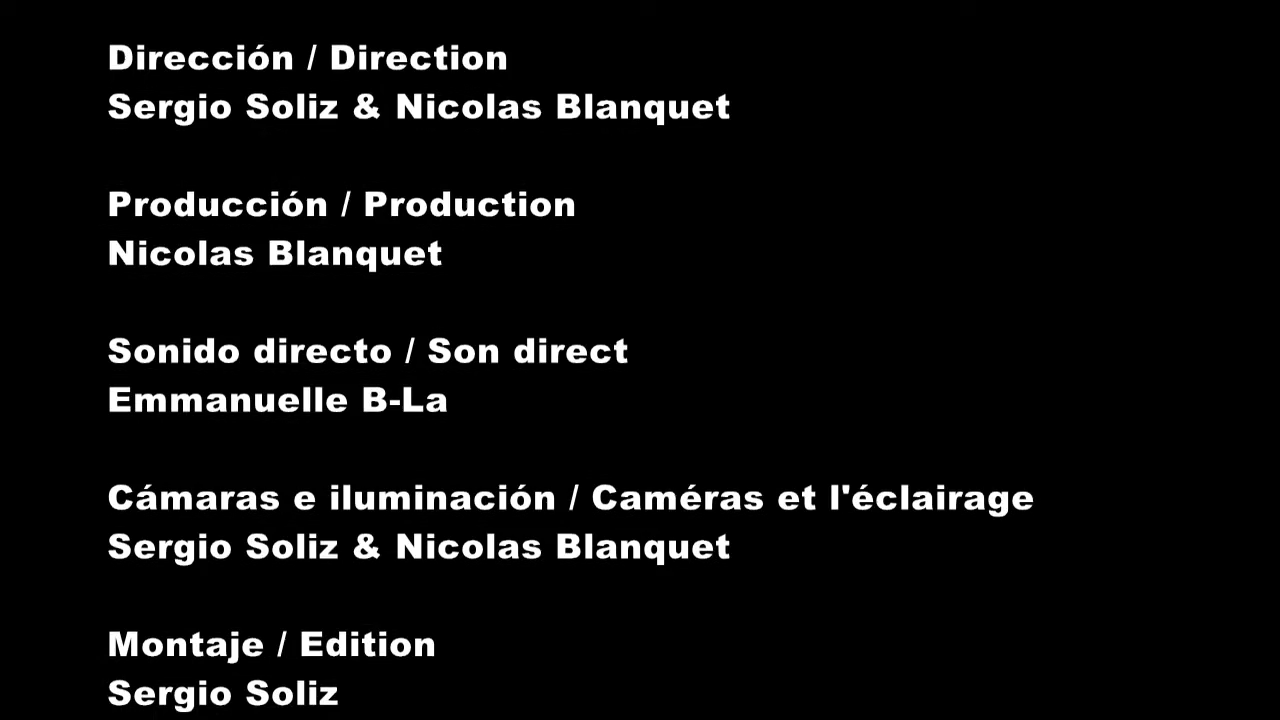 Dirección / Direction
Sergio Soliz & Nicolas Blanquet
Producción / Production
Nicolas Blanquet
Sonido directo / Son direct
Emmanuelle B-La
Cámaras e iluminación / Caméras et l'éclairage
Sergio Soliz & Nicolas Blanquet
Montaje / Edition
Sergio Soliz